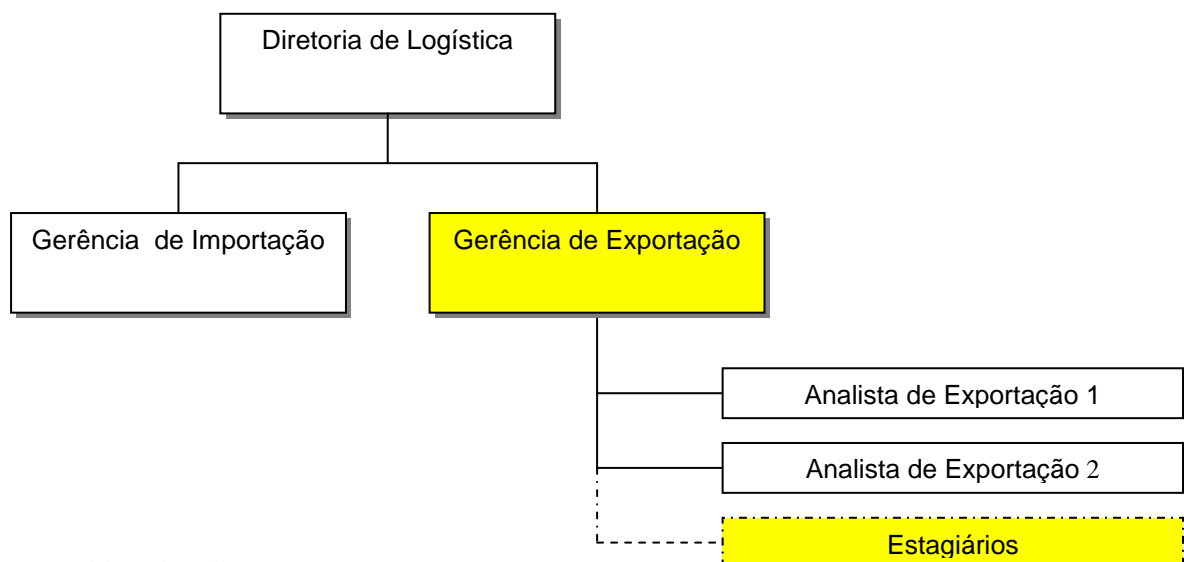 Diretoria de Logística
Gerência de Importação
Gerência de Exportação
Analista de Exportação 1
Analista de Exportação 2
Estagiários